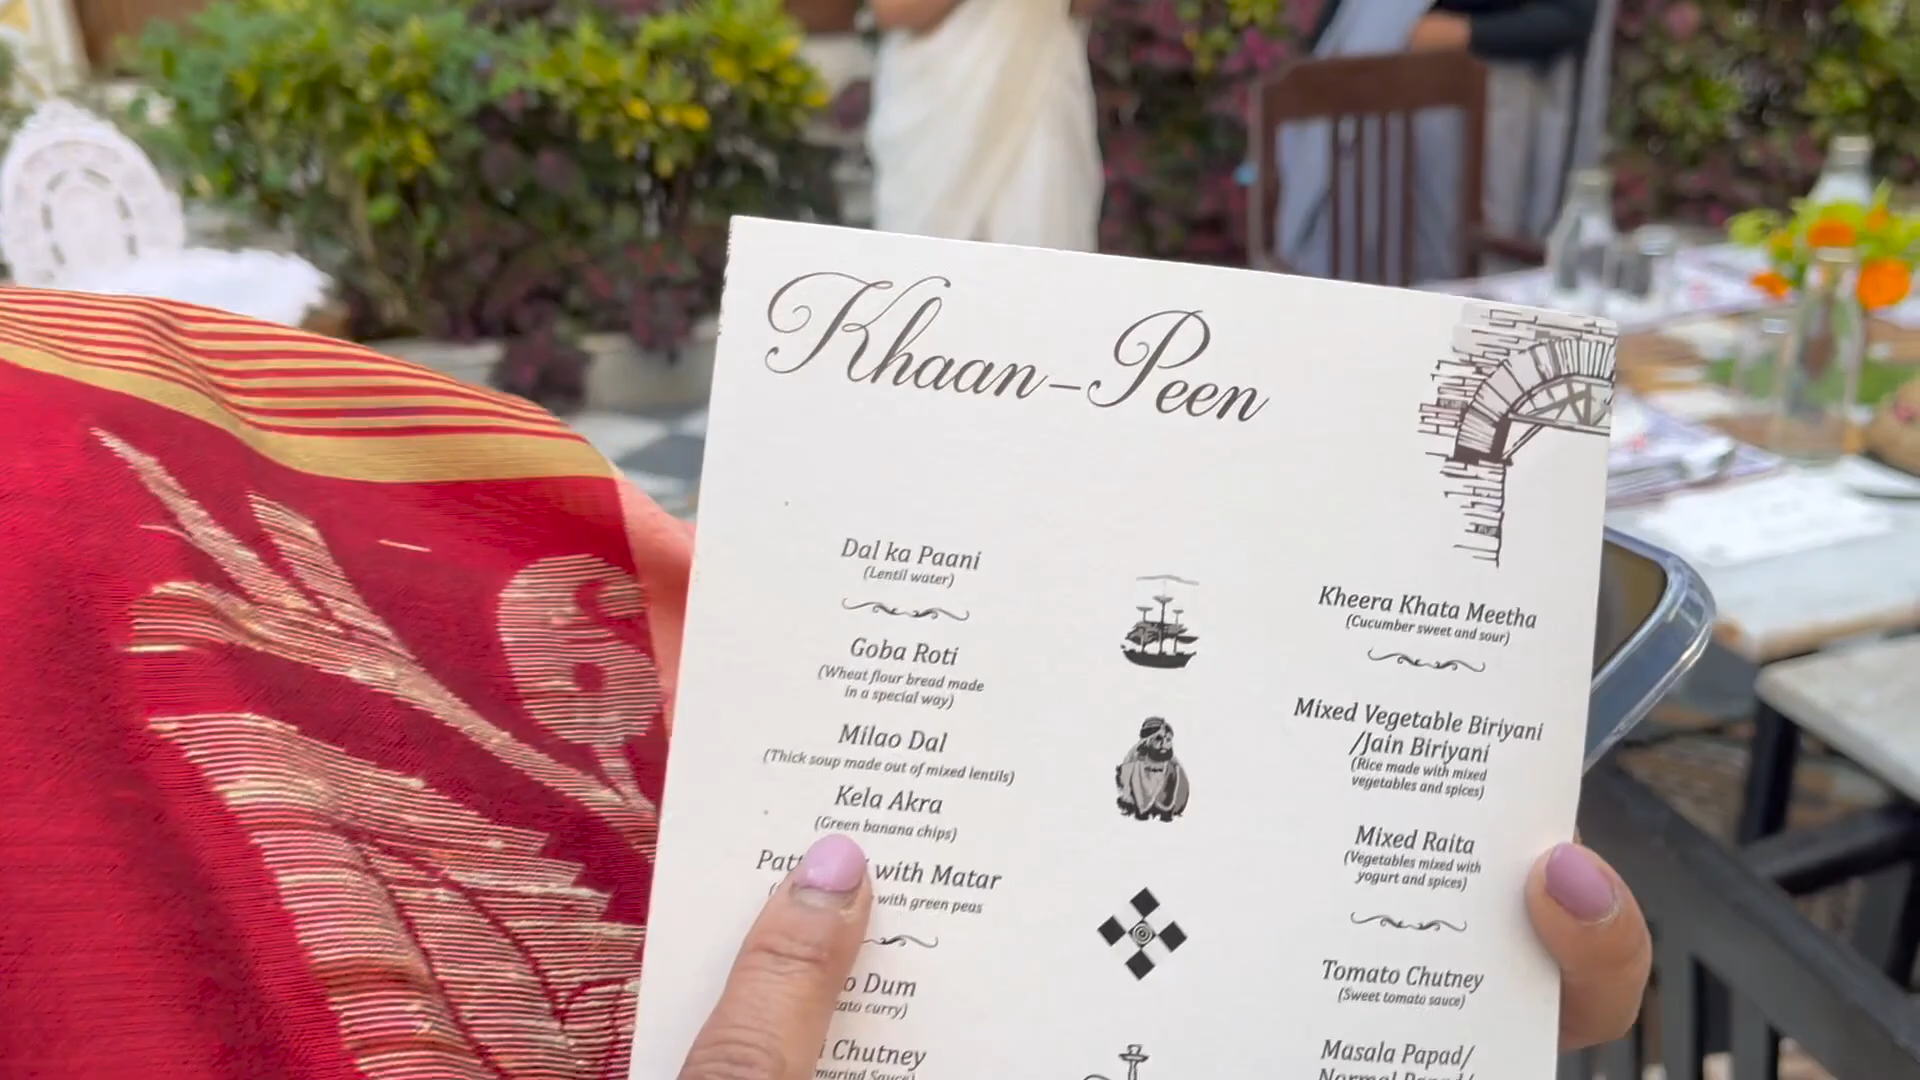 Khaan-Peen
Dal ka Paani
(Lentil water)
Goba Roti
(Wheat flour bread made
in a special way)
Milao Dal
(Thick soup made out of mixed lentils)
Kela Akra
(Green banana chips)
with Matar
with green peas
Dum
curry)
Chutney
Sauce)
Kheera Khata Meetha
(Cucumber sweet and sour)
Mixed Vegetable Biriyani
/Jain Biriyani
(Rice made with mixed
vegetables and spices)
Mixed Raita
(Vegetables mixed with
yogurt and spices)
Tomato Chutney
(Sweet tomato sauce)
Masala Papad/
Normal Papad/